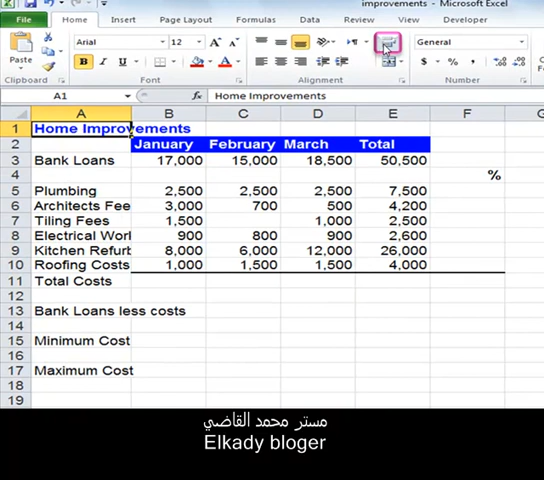 improvements - Microsoft Excel
File Home Insert Page Layout Formulas Data Review View Developer
Paste Arial 12 A A General
B I U A $ % ,
Clipboard Font Alignment Number
A1 fx Home Improvements
A B C D E F
1 Home Improvements
2 January February March Total
3 Bank Loans 17,000 15,000 18,500 50,500
4 %
5 Plumbing 2,500 2,500 2,500 7,500
6 Architects Fee 3,000 700 500 4,200
7 Tiling Fees 1,500 1,000 2,500
8 Electrical Worl 900 800 900 2,600
9 Kitchen Refurb 8,000 6,000 12,000 26,000
10 Roofing Costs 1,000 1,500 1,500 4,000
11 Total Costs
12
13 Bank Loans less costs
14
15 Minimum Cost
16
17 Maximum Cost
18
19
مستر محمد القاضي
Elkady bloger